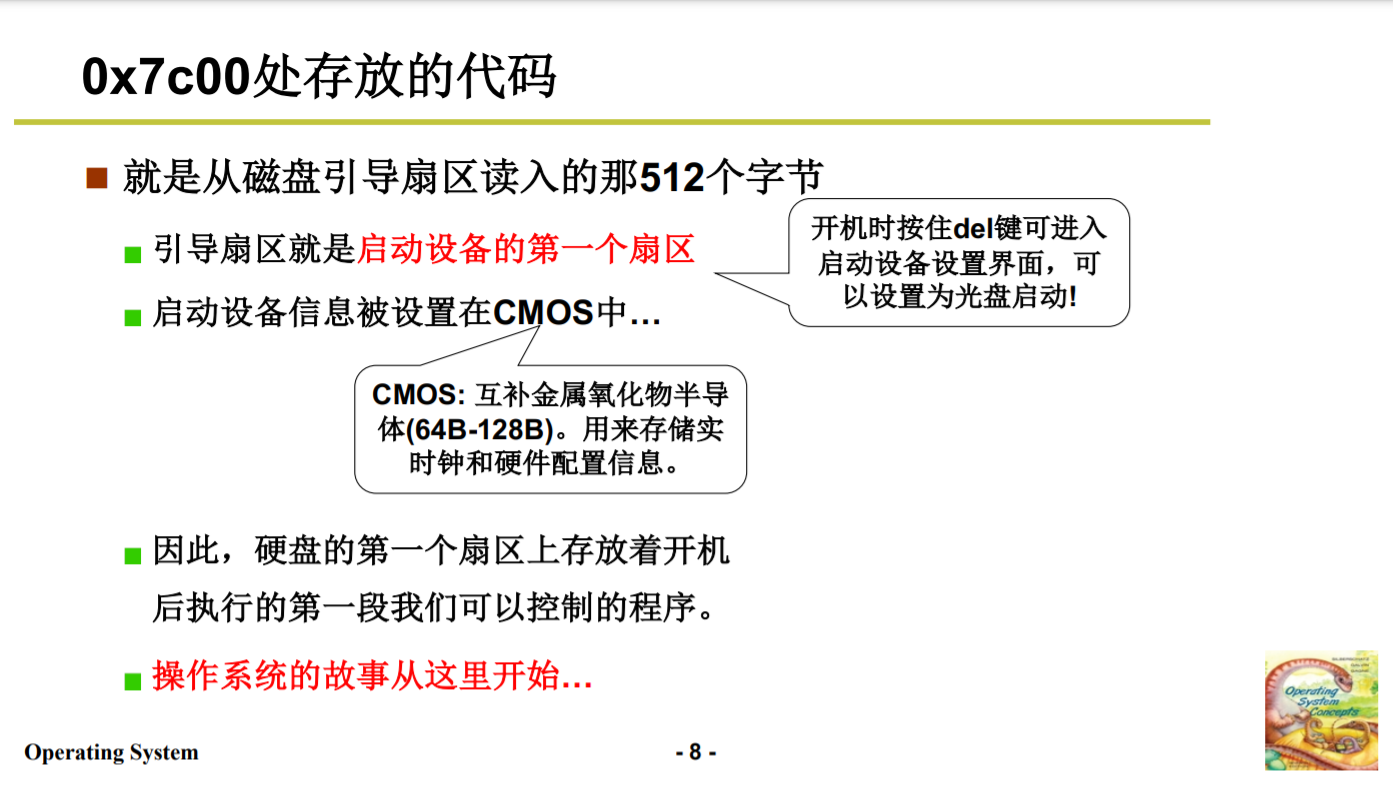 0x7c00处存放的代码
就是从磁盘引导扇区读入的那512个字节
引导扇区就是启动设备的第一个扇区
开机时按住del键可进入
启动设备设置界面，可
以设置为光盘启动!
启动设备信息被设置在CMOS中…
CMOS: 互补金属氧化物半导
体(64B-128B)。用来存储实
时钟和硬件配置信息。
因此，硬盘的第一个扇区上存放着开机
后执行的第一段我们可以控制的程序。
操作系统的故事从这里开始…
Operating
System
Concepts
Operating System
- 8 -